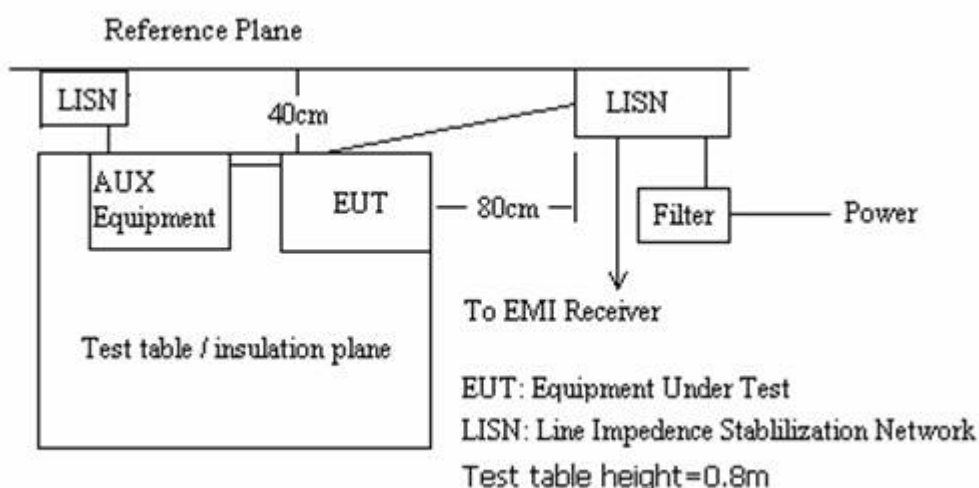 Reference Plane
LISN
40cm
LISN
AUX
Equipment
EUT
80cm
Filter
Power
To EMI Receiver
Test table / insulation plane
EUT: Equipment Under Test
LISN: Line Impedence Stablilization Network
Test table height=0.8m